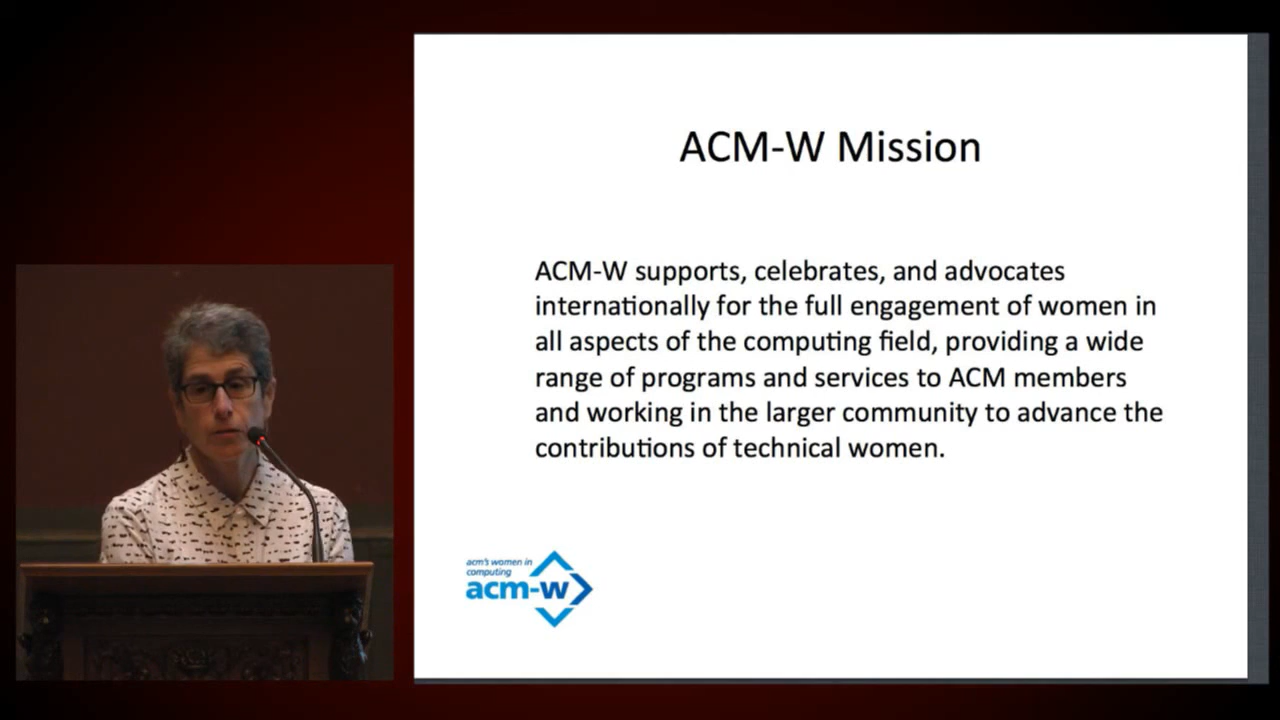 ACM-W Mission
ACM-W supports, celebrates, and advocates
internationally for the full engagement of women in
all aspects of the computing field, providing a wide
range of programs and services to ACM members
and working in the larger community to advance the
contributions of technical women.
acm's women in
computing
acm-w